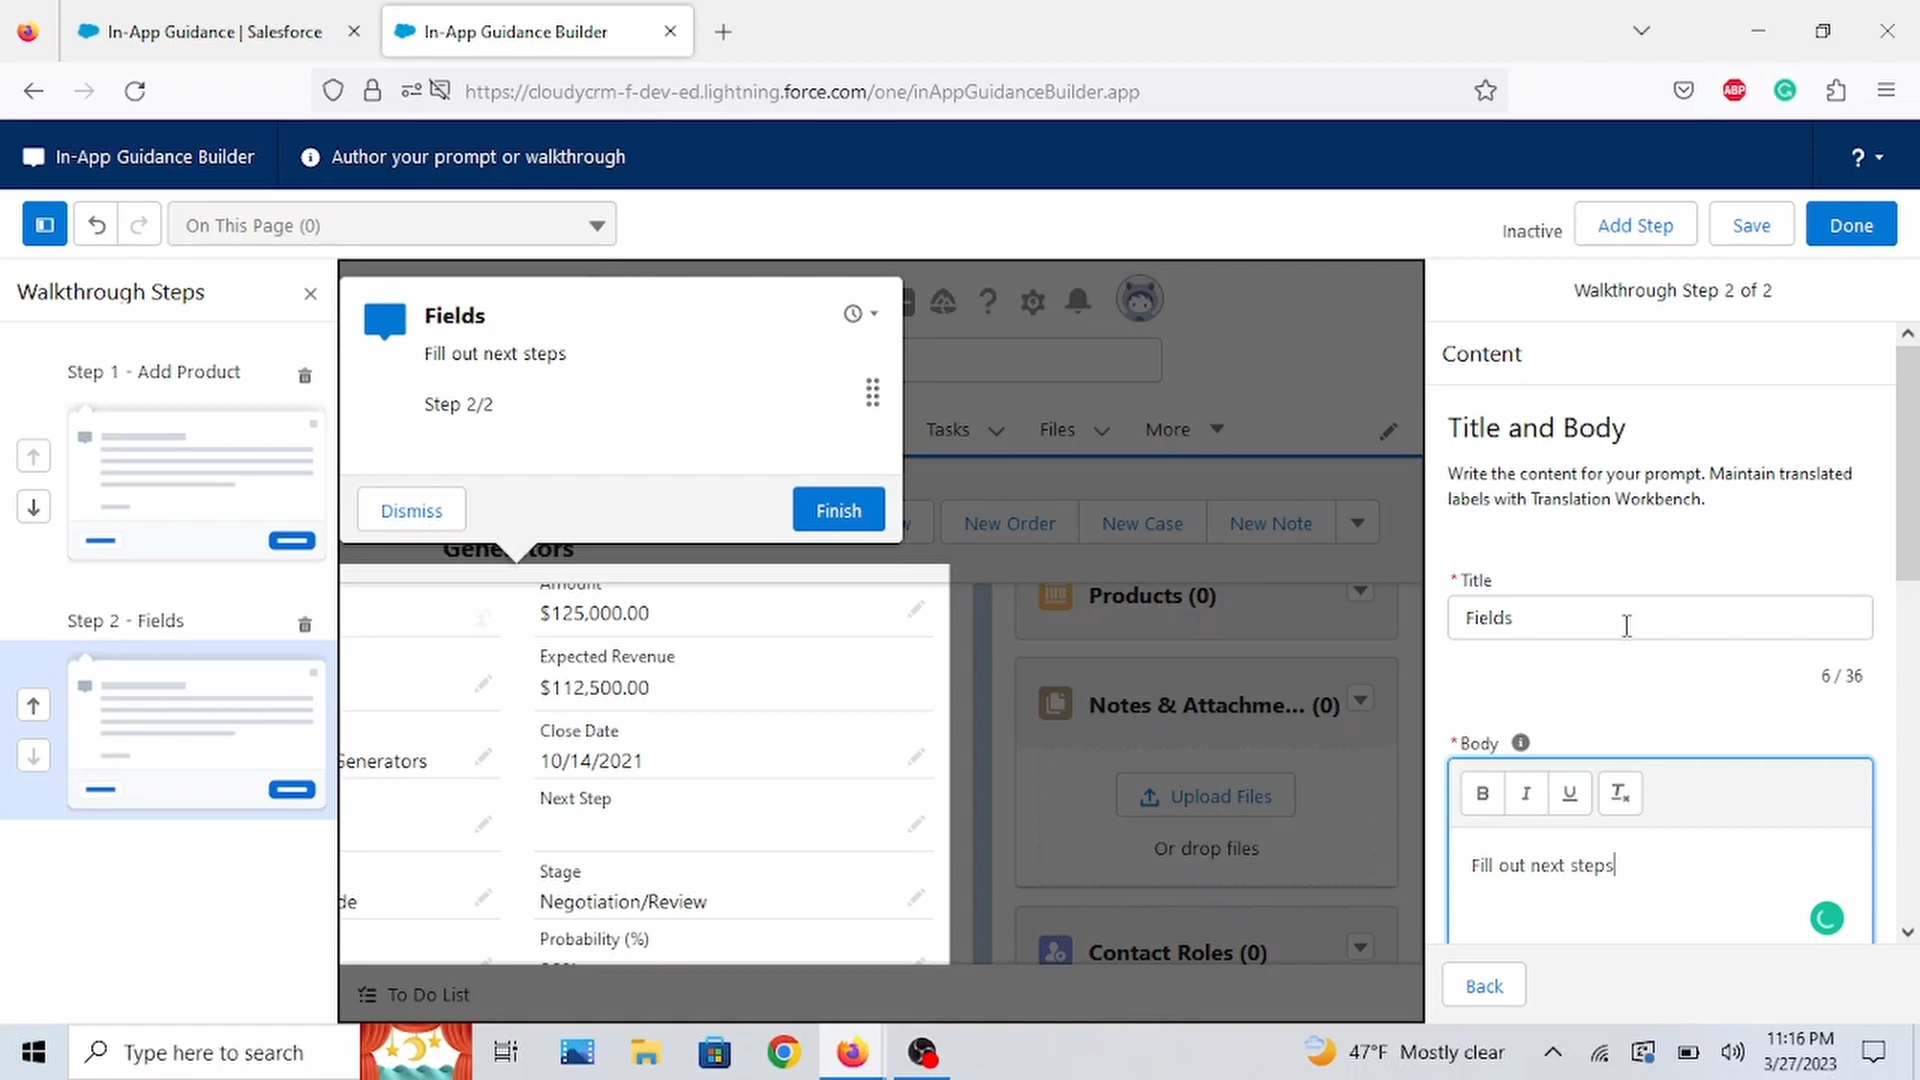 In-App Guidance | Salesforce
In-App Guidance Builder
https://cloudycrm-f-dev-ed.lightning.force.com/one/inAppGuidanceBuilder.app
ABP
In-App Guidance Builder
Author your prompt or walkthrough
?
On This Page (0)
Inactive
Add Step
Save
Done
Walkthrough Steps
Step 1 - Add Product
Step 2 - Fields
Fields
Fill out next steps
Step 2/2
Dismiss
Finish
Tasks
Files
More
New Order
New Case
New Note
Generators
Amount
$125,000.00
Expected Revenue
$112,500.00
Close Date
Generators
10/14/2021
Next Step
Stage
de
Negotiation/Review
Probability (%)
Products (0)
Notes & Attachme... (0)
Upload Files
Or drop files
Contact Roles (0)
To Do List
Walkthrough Step 2 of 2
Content
Title and Body
Write the content for your prompt. Maintain translated
labels with Translation Workbench.
* Title
Fields
6 / 36
* Body
B I U Tx
Fill out next steps
Back
Type here to search
47°F Mostly clear
11:16 PM
3/27/2023